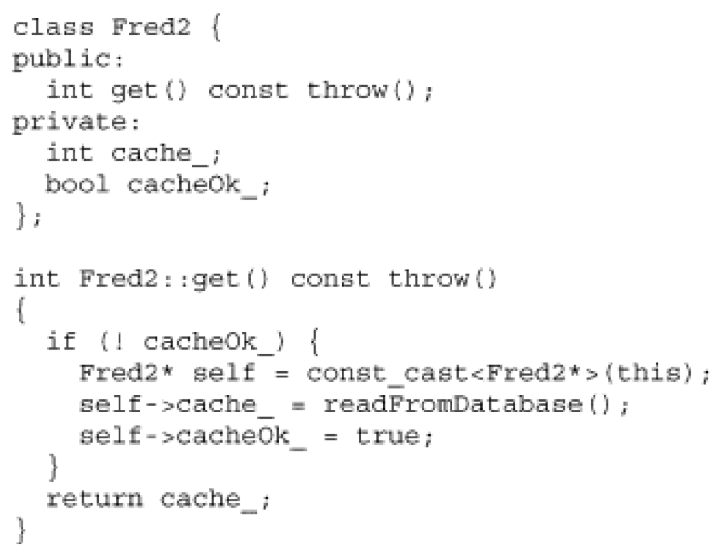 class Fred2 {
public:
  int get() const throw();
private:
  int cache_;
  bool cacheOk_;
};

int Fred2::get() const throw()
{
  if (! cacheOk_) {
    Fred2* self = const_cast<Fred2*>(this);
    self->cache_ = readFromDatabase();
    self->cacheOk_ = true;
  }
  return cache_;
}